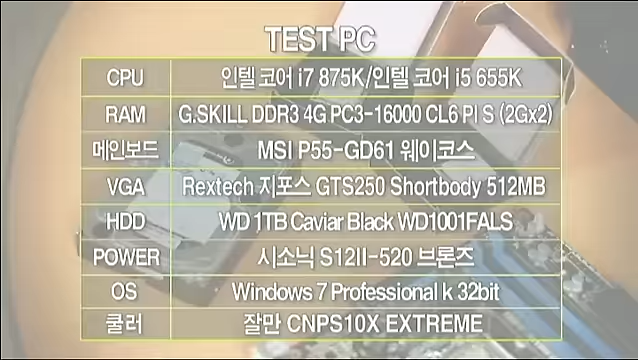 TEST PC
CPU 인텔 코어 i7 875K/인텔 코어 i5 655K
RAM G.SKILL DDR3 4G PC3-16000 CL6 PI S (2Gx2)
메인보드 MSI P55-GD61 웨이코스
VGA Rextech 지포스 GTS250 Shortbody 512MB
HDD WD 1TB Caviar Black WD1001FALS
POWER 시소닉 S12II-520 브론즈
OS Windows 7 Professional k 32bit
쿨러 잘만 CNPS10X EXTREME